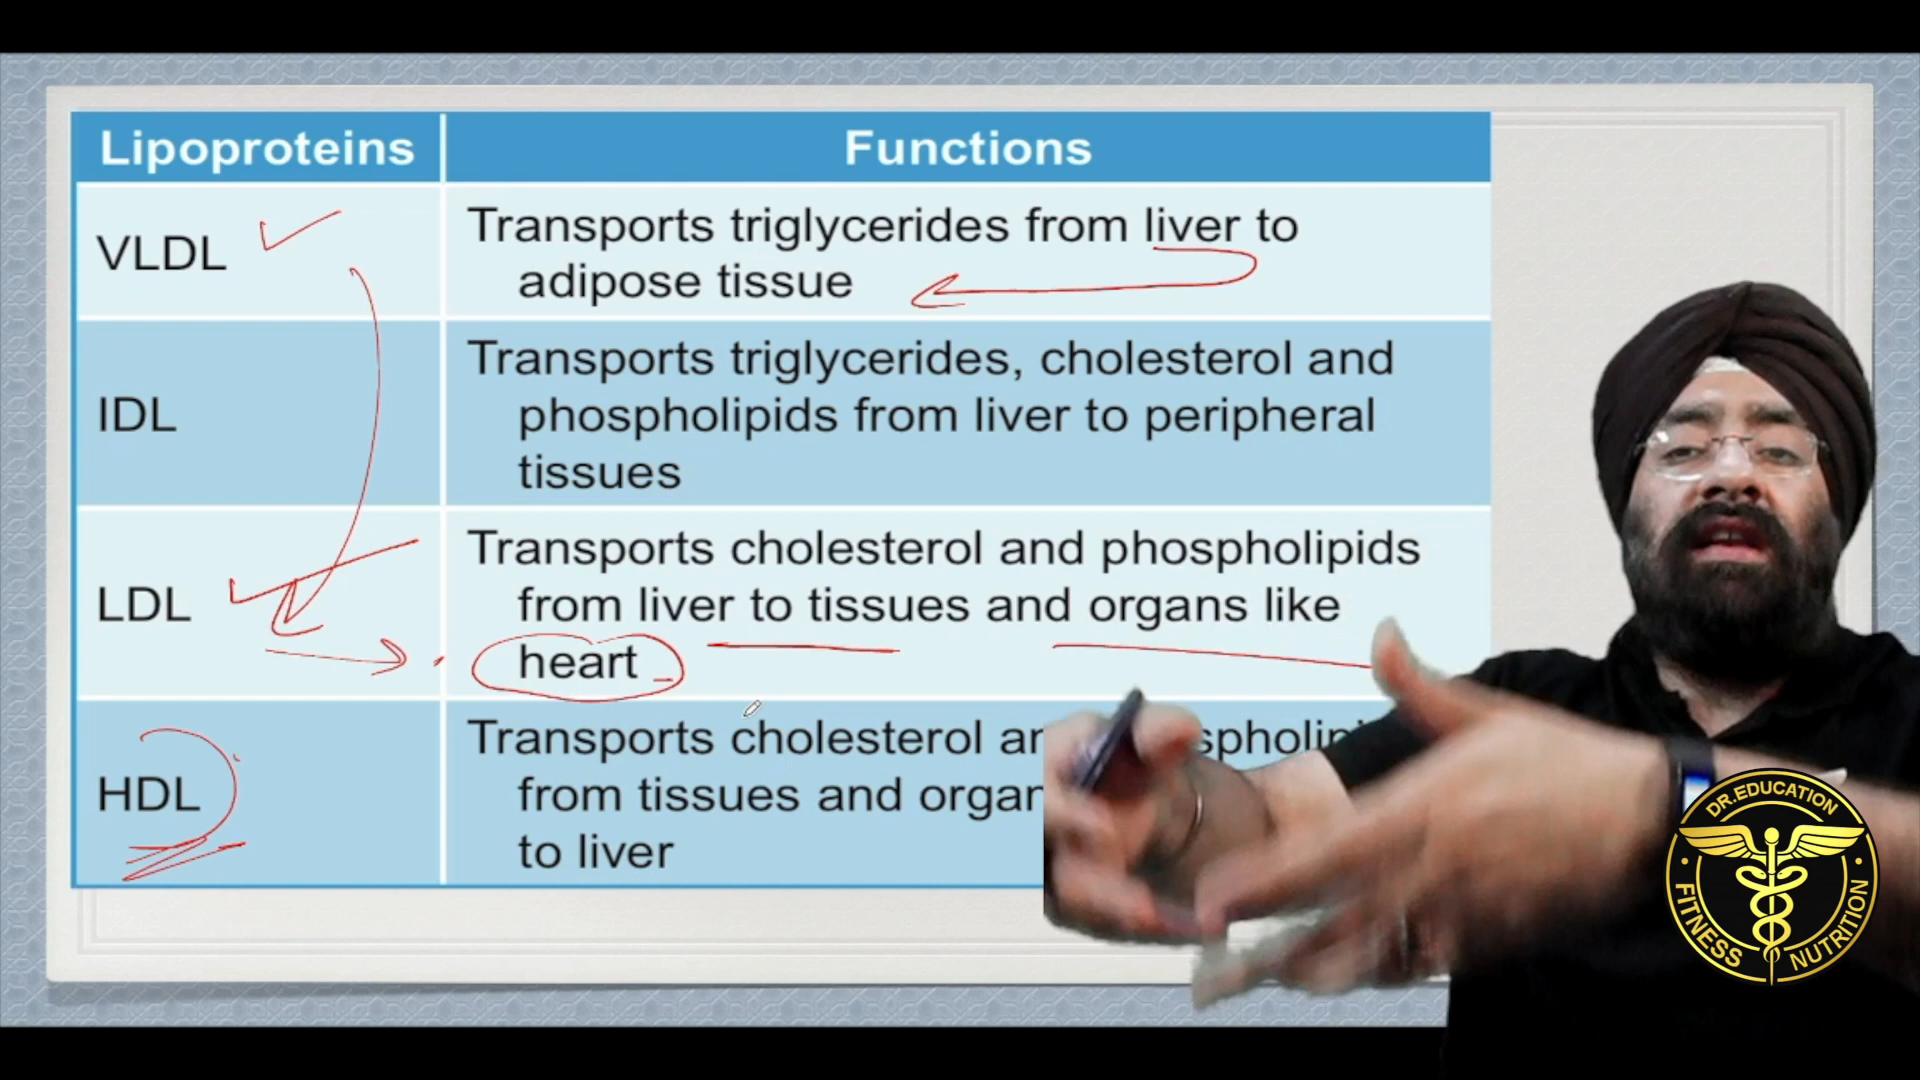 Lipoproteins
Functions
VLDL
Transports triglycerides from liver to
adipose tissue
IDL
Transports triglycerides, cholesterol and
phospholipids from liver to peripheral
tissues
LDL
Transports cholesterol and phospholipids
from liver to tissues and organs like
heart
HDL
Transports cholesterol
from tissues and
to liver
DR.EDUCATION
FITNESS
NUTRITION